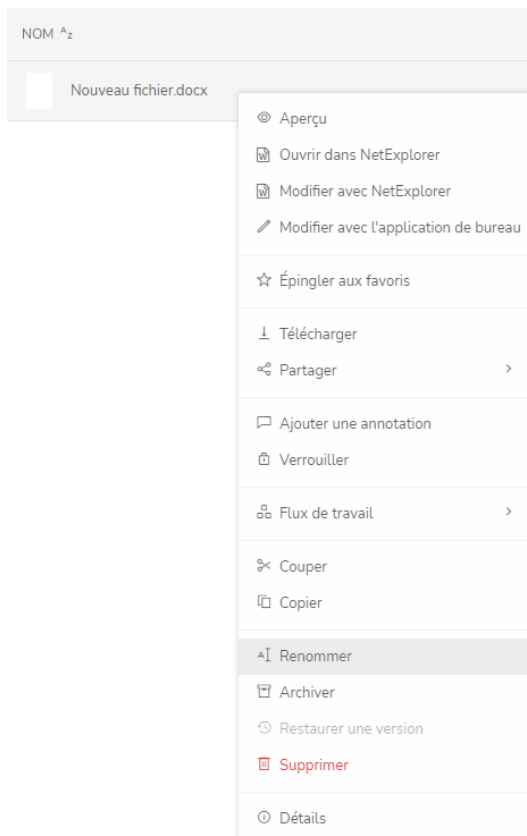 NOM
Nouveau fichier.docx
Aperçu
Ouvrir dans NetExplorer
Modifier avec NetExplorer
Modifier avec l'application de bureau
Épingler aux favoris
Télécharger
Partager
Ajouter une annotation
Verrouiller
Flux de travail
Couper
Copier
Renommer
Archiver
Restaurer une version
Supprimer
Détails